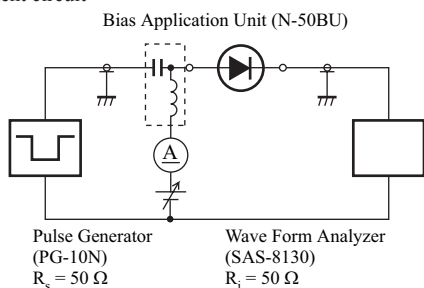 Bias Application Unit (N-50BU)
A
Pulse Generator
(PG-10N)
Rs = 50 Ω
Wave Form Analyzer
(SAS-8130)
Ri = 50 Ω